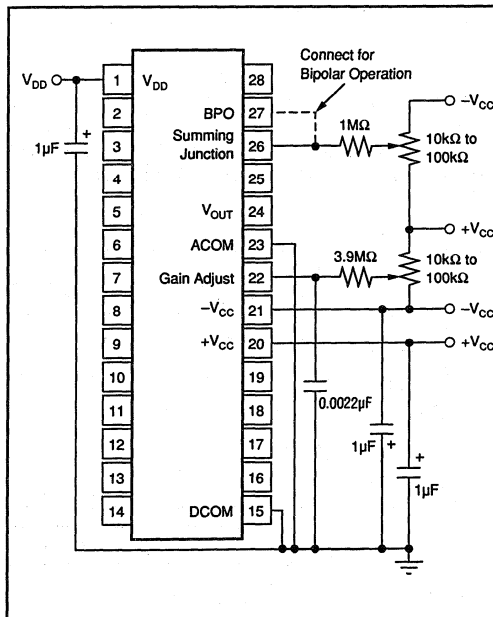 Connect for
Bipolar Operation
V_DD
1 V_DD 28
2 BPO 27
–V_CC
1µF + 3 Summing Junction 26 1MΩ 10kΩ to 100kΩ
4 25
5 V_OUT 24
+V_CC
6 ACOM 23 3.9MΩ 10kΩ to 100kΩ
7 Gain Adjust 22
8 –V_CC 21 –V_CC
9 +V_CC 20 +V_CC
10 19
0.0022µF
11 18
12 17 1µF + +
13 16 1µF
14 DCOM 15